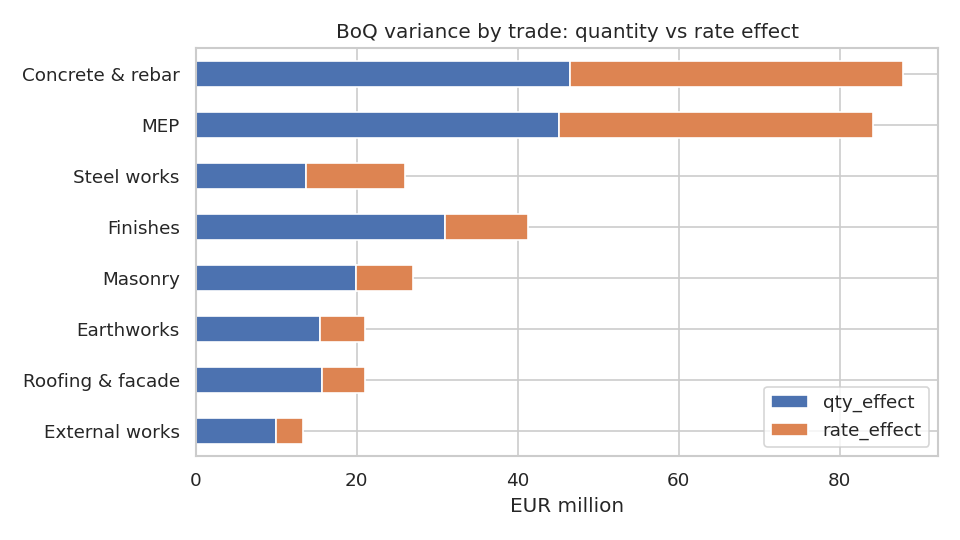 BoQ variance by trade: quantity vs rate effect
Concrete & rebar
MEP
Steel works
Finishes
Masonry
Earthworks
Roofing & facade
External works
qty_effect
rate_effect
0 20 40 60 80
EUR million